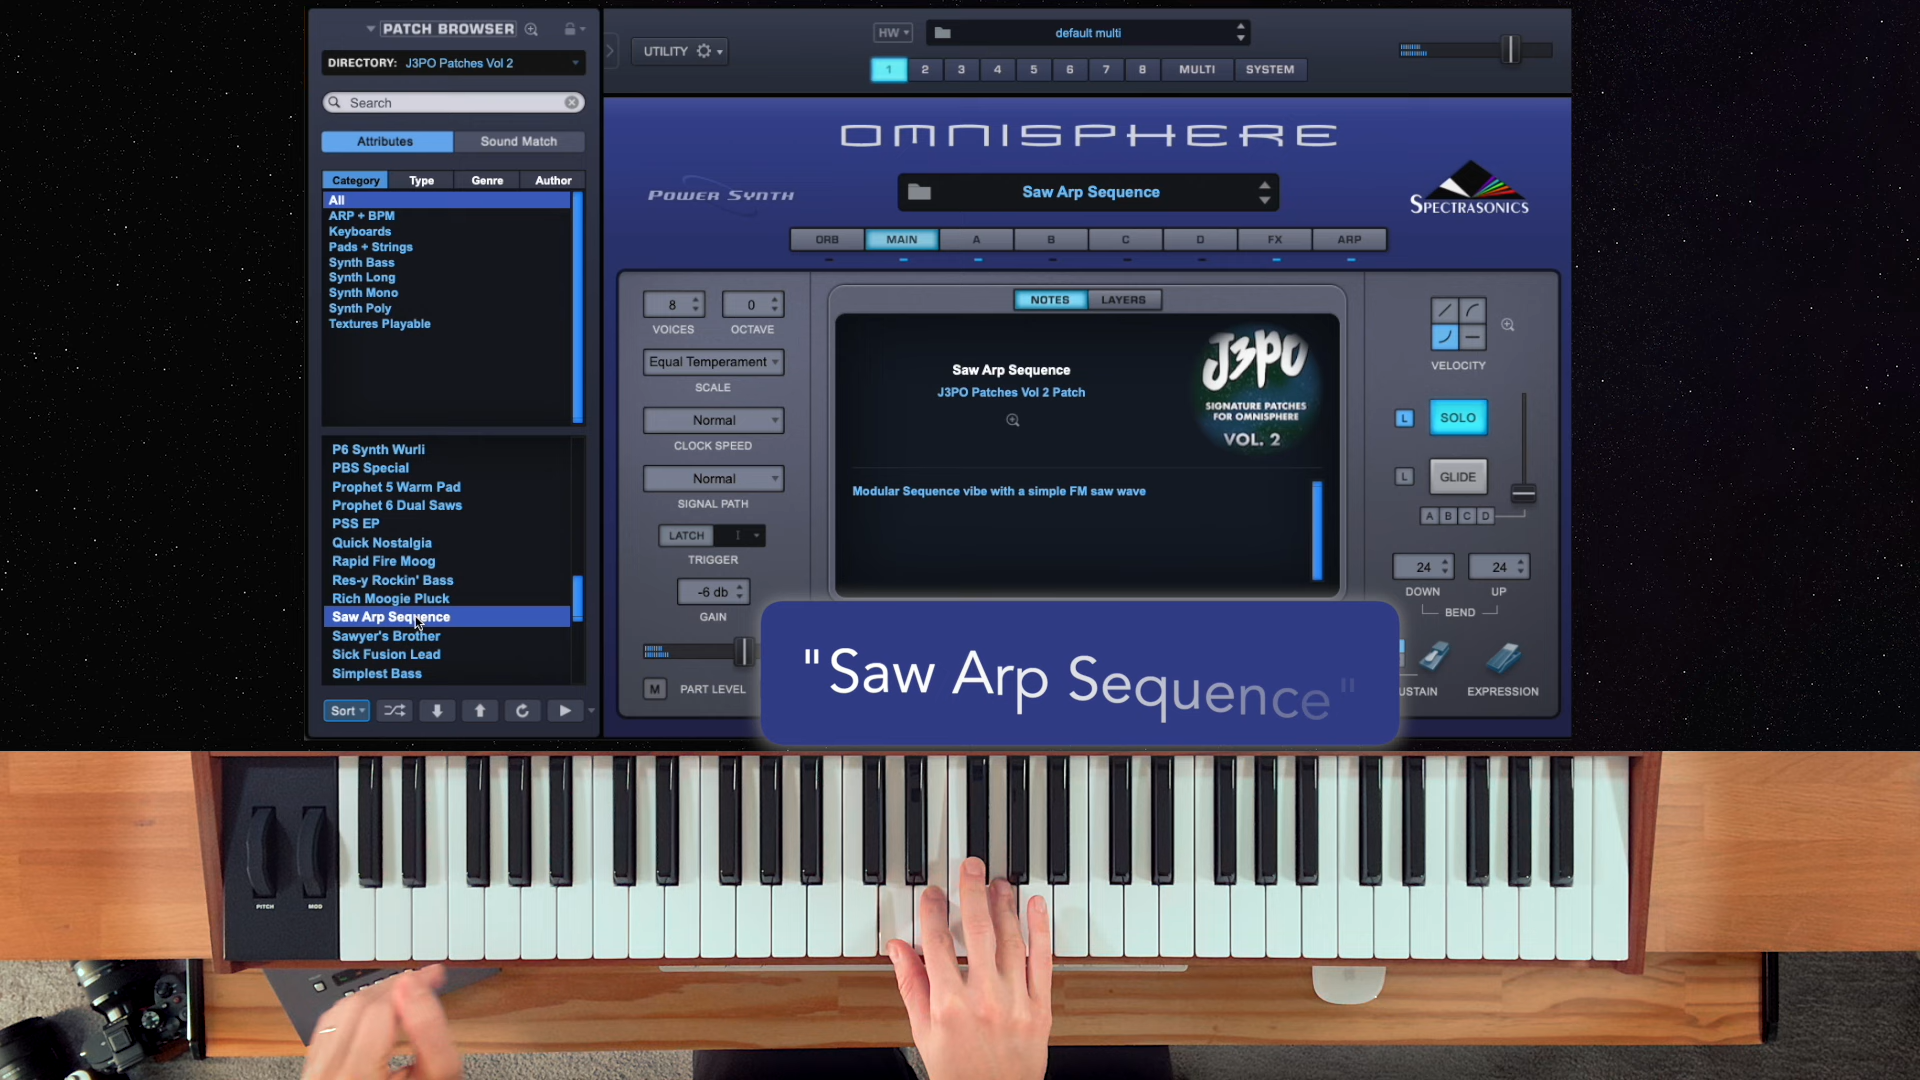 PATCH BROWSER
DIRECTORY: J3PO Patches Vol 2
Search
Attributes
Sound Match
Category
Type
Genre
Author
All
ARP + BPM
Keyboards
Pads + Strings
Synth Bass
Synth Long
Synth Mono
Synth Poly
Textures Playable
P6 Synth Wurli
PBS Special
Prophet 5 Warm Pad
Prophet 6 Dual Saws
PSS EP
Quick Nostalgia
Rapid Fire Moog
Res-y Rockin' Bass
Rich Moogie Pluck
Saw Arp Sequence
Sawyer's Brother
Sick Fusion Lead
Simplest Bass
Sort
UTILITY
HW
default multi
1 2 3 4 5 6 7 8 MULTI SYSTEM
OMNISPHERE
POWER SYNTH
Saw Arp Sequence
SPECTRASONICS
ORB MAIN A B C D FX ARP
8
VOICES
0
OCTAVE
Equal Temperament
SCALE
Normal
CLOCK SPEED
Normal
SIGNAL PATH
LATCH
TRIGGER
-6 db
GAIN
M PART LEVEL
NOTES LAYERS
Saw Arp Sequence
J3PO Patches Vol 2 Patch
J3PO
SIGNATURE PATCHES
FOR OMNISPHERE
VOL. 2
Modular Sequence vibe with a simple FM saw wave
VELOCITY
L SOLO
L GLIDE
A B C D
24
DOWN
24
UP
BEND
USTAIN
EXPRESSION
"Saw Arp Sequence"
PITCH
MOD